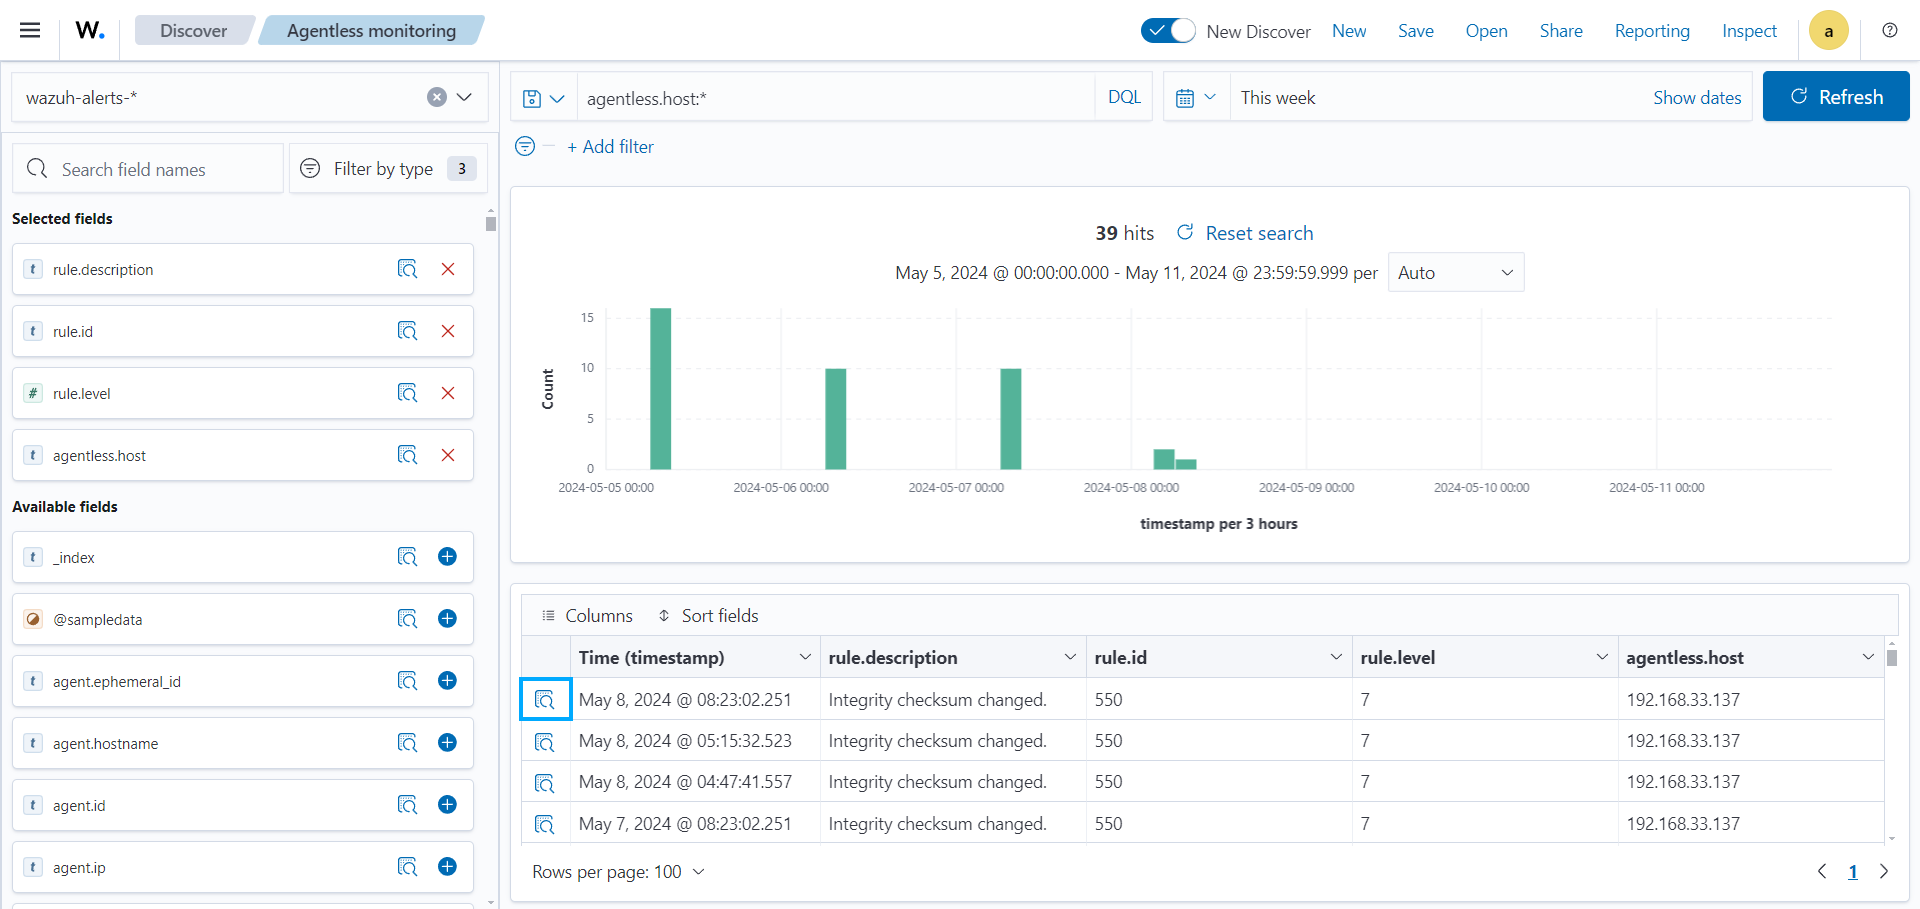 W.
Discover
Agentless monitoring
New Discover
New
Save
Open
Share
Reporting
Inspect
a
wazuh-alerts-*
agentless.host:*
DQL
This week
Show dates
Refresh
+ Add filter
Search field names
Filter by type 3
Selected fields
t rule.description
t rule.id
# rule.level
t agentless.host
Available fields
t _index
@sampledata
t agent.ephemeral_id
t agent.hostname
t agent.id
t agent.ip
39 hits
Reset search
May 5, 2024 @ 00:00:00.000 - May 11, 2024 @ 23:59:59.999 per
Auto
Count
15
10
5
0
2024-05-05 00:00
2024-05-06 00:00
2024-05-07 00:00
2024-05-08 00:00
2024-05-09 00:00
2024-05-10 00:00
2024-05-11 00:00
timestamp per 3 hours
Columns
Sort fields
Time (timestamp) rule.description rule.id rule.level agentless.host
May 8, 2024 @ 08:23:02.251 Integrity checksum changed. 550 7 192.168.33.137
May 8, 2024 @ 05:15:32.523 Integrity checksum changed. 550 7 192.168.33.137
May 8, 2024 @ 04:47:41.557 Integrity checksum changed. 550 7 192.168.33.137
May 7, 2024 @ 08:23:02.251 Integrity checksum changed. 550 7 192.168.33.137
Rows per page: 100
1